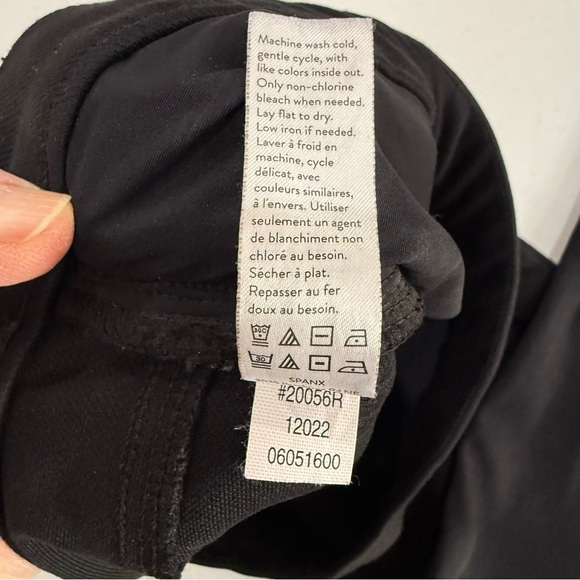 Machine wash cold,
gentle cycle, with
like colors inside out.
Only non-chlorine
bleach when needed.
Lay flat to dry.
Low iron if needed.
Laver à froid en
machine, cycle
délicat, avec
couleurs similaires,
à l'envers. Utiliser
seulement un agent
de blanchiment non
chloré au besoin.
Sécher à plat.
Repasser au fer
doux au besoin.
30
SPANX
#20056R
12022
06051600